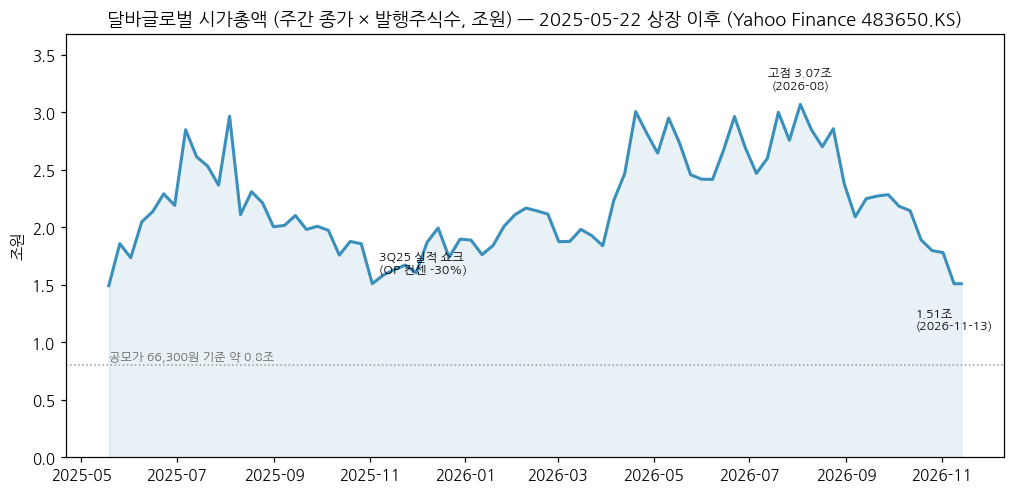 달바글로벌 시가총액 (주간 종가 × 발행주식수, 조원) — 2025-05-22 상장 이후 (Yahoo Finance 483650.KS)
조원
3.5
3.0
2.5
2.0
1.5
1.0
0.5
0.0
고점 3.07조
(2026-08)
3Q25 실적 쇼크
(OP 컨센 -30%)
1.51조
(2026-11-13)
공모가 66,300원 기준 약 0.8조
2025-05
2025-07
2025-09
2025-11
2026-01
2026-03
2026-05
2026-07
2026-09
2026-11